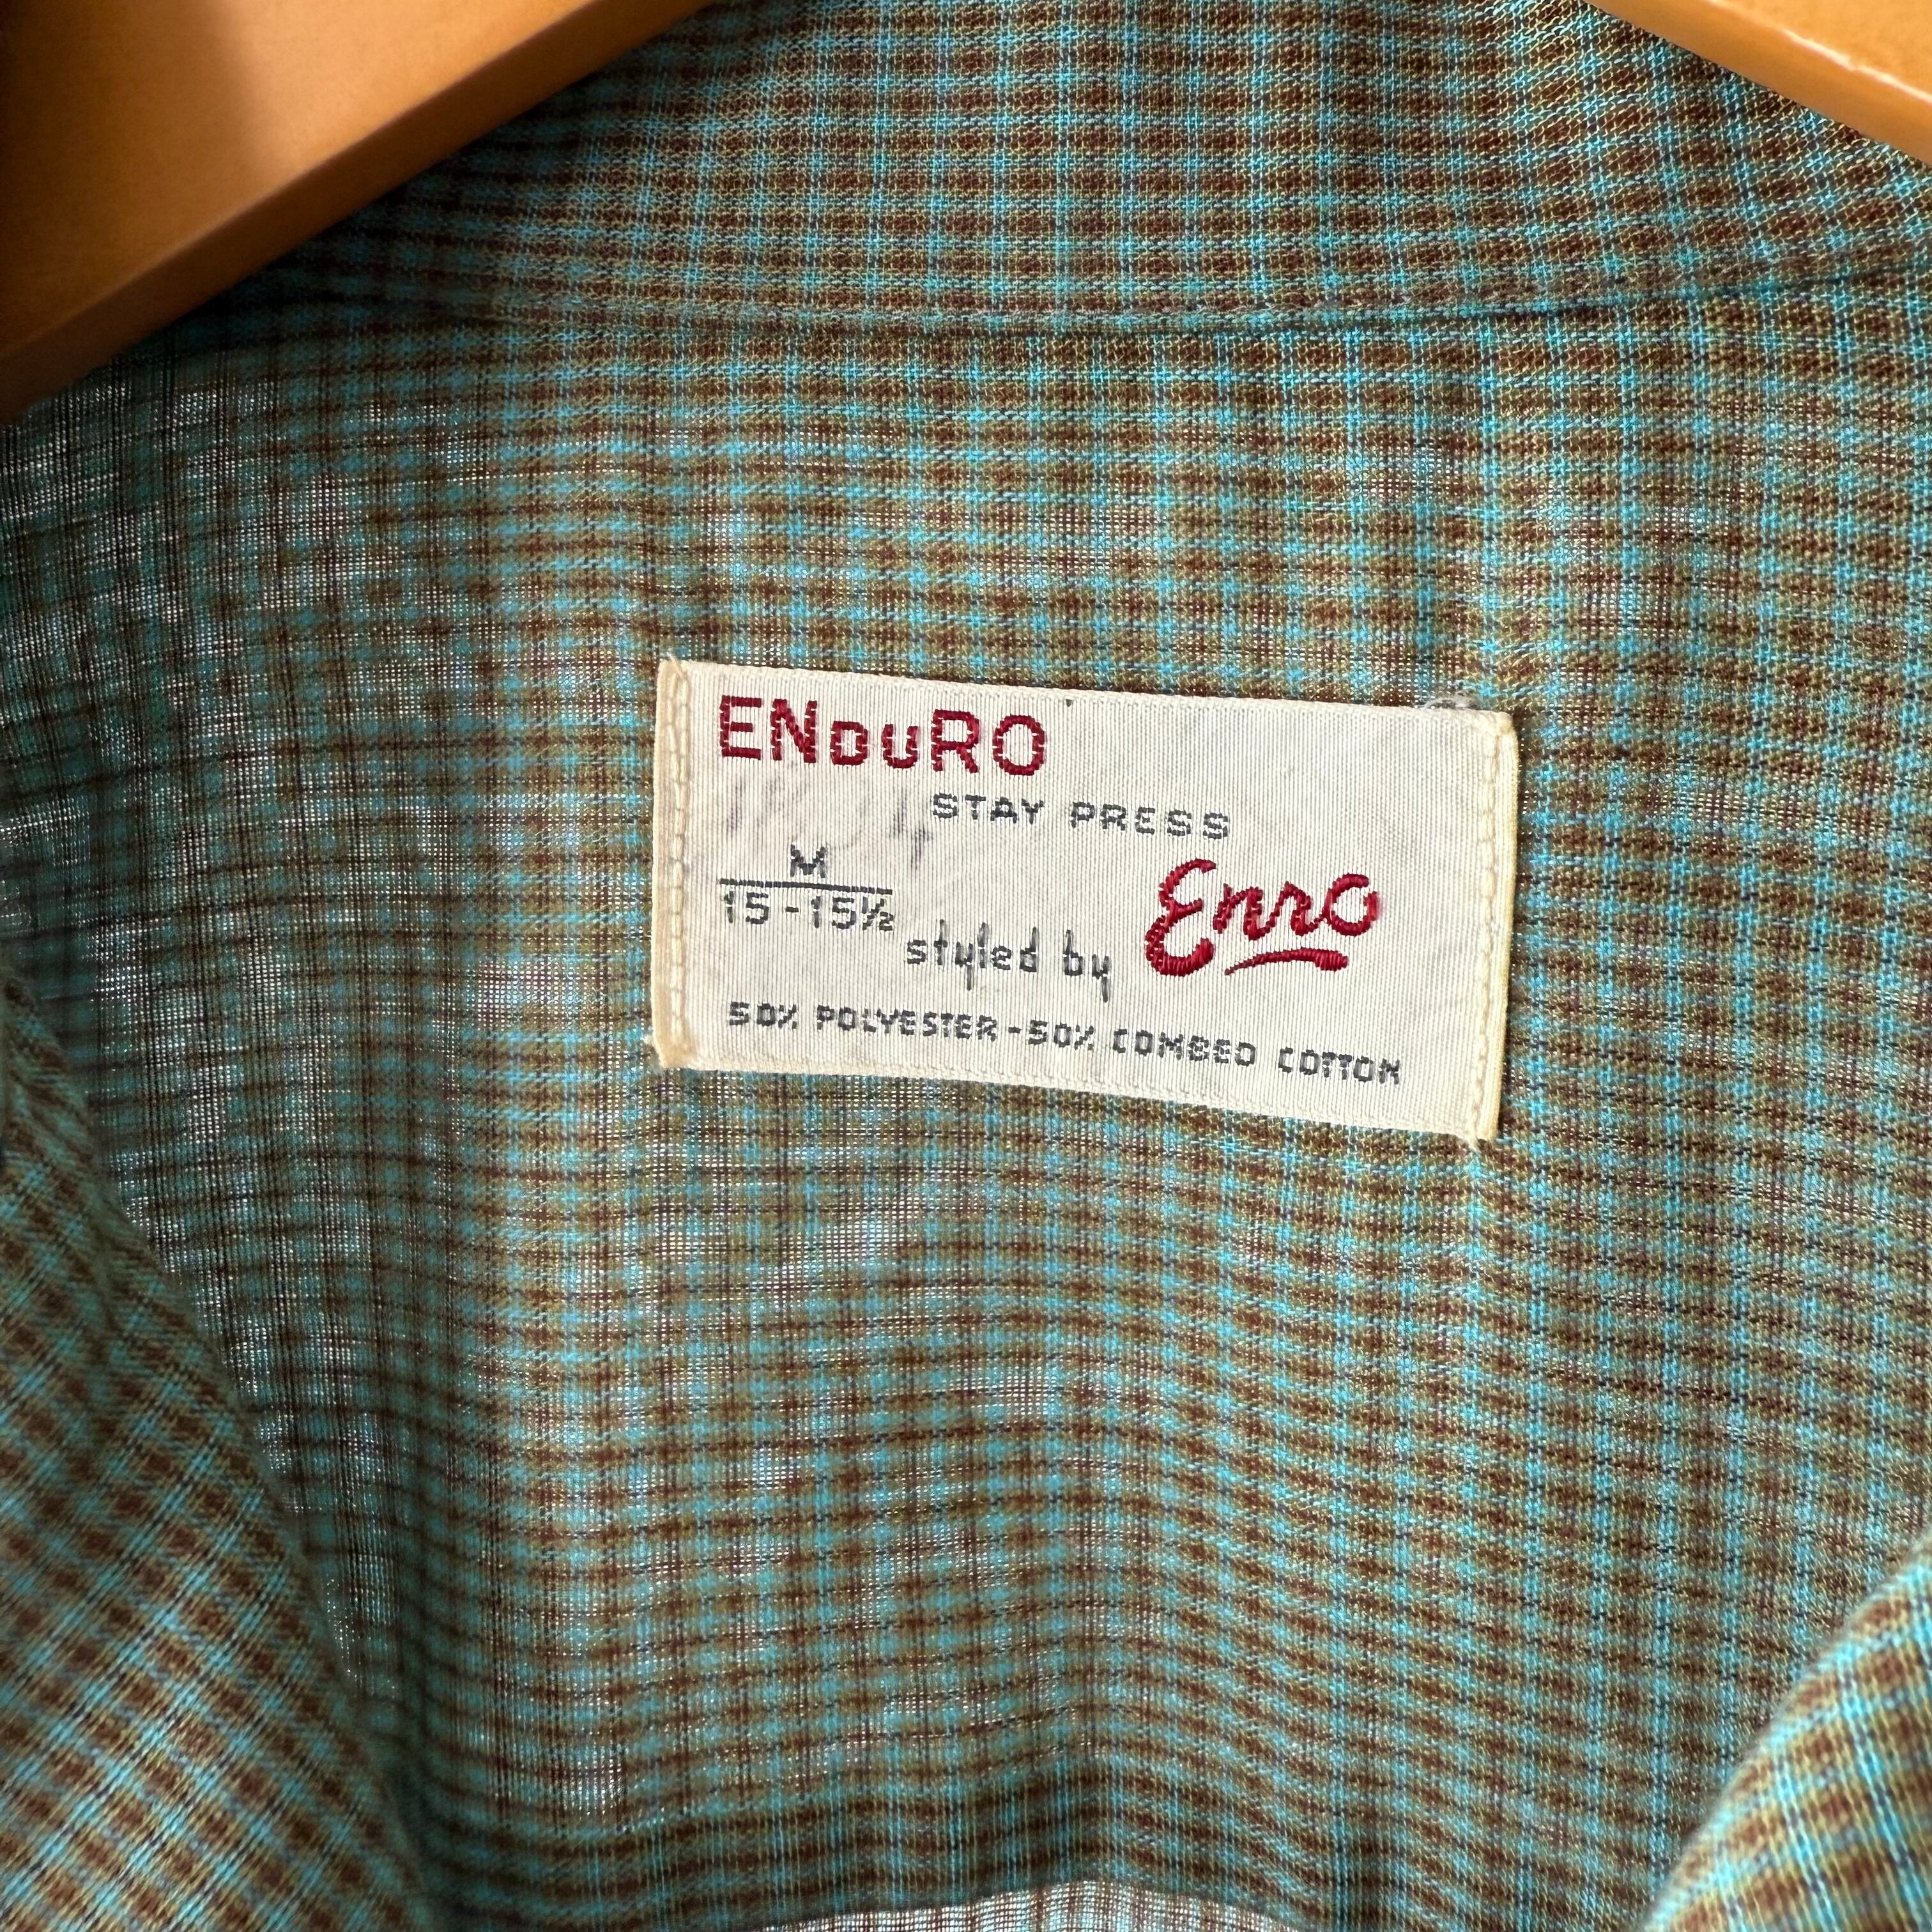 ENDURO
STAY PRESS
M
15-15½
styled by Enro
50% POLYESTER-50% COMBED COTTON